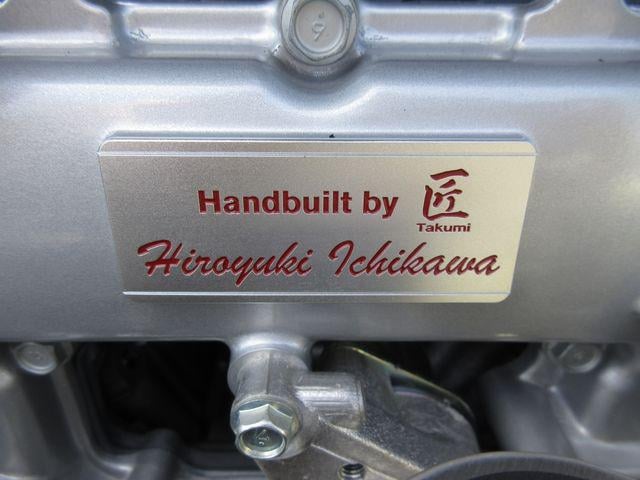 Handbuilt by 匠
Takumi
Hiroyuki Ichikawa